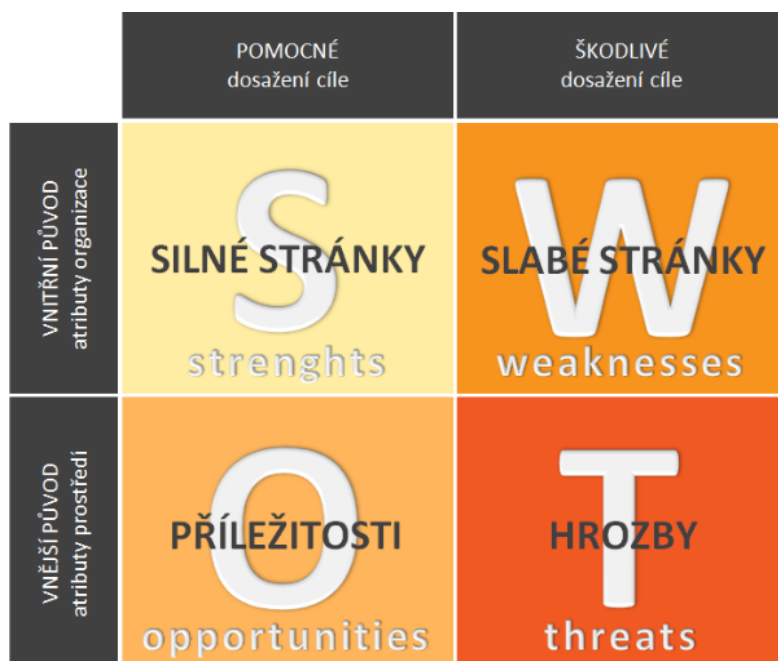 POMOCNÉ
dosažení cíle
ŠKODLIVÉ
dosažení cíle
VNITŘNÍ PŮVOD
atributy organizace
S
SILNÉ STRÁNKY
strenghts
W
SLABÉ STRÁNKY
weaknesses
VNĚJŠÍ PŮVOD
atributy prostředí
O
PŘÍLEŽITOSTI
opportunities
T
HROZBY
threats